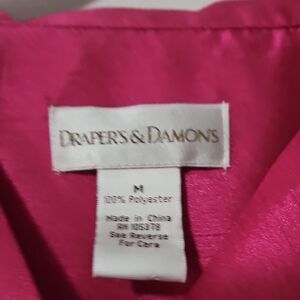 DRAPER'S & DAMON'S
M
100% Polyester
Made in China
RN 105378
See Reverse
For Care